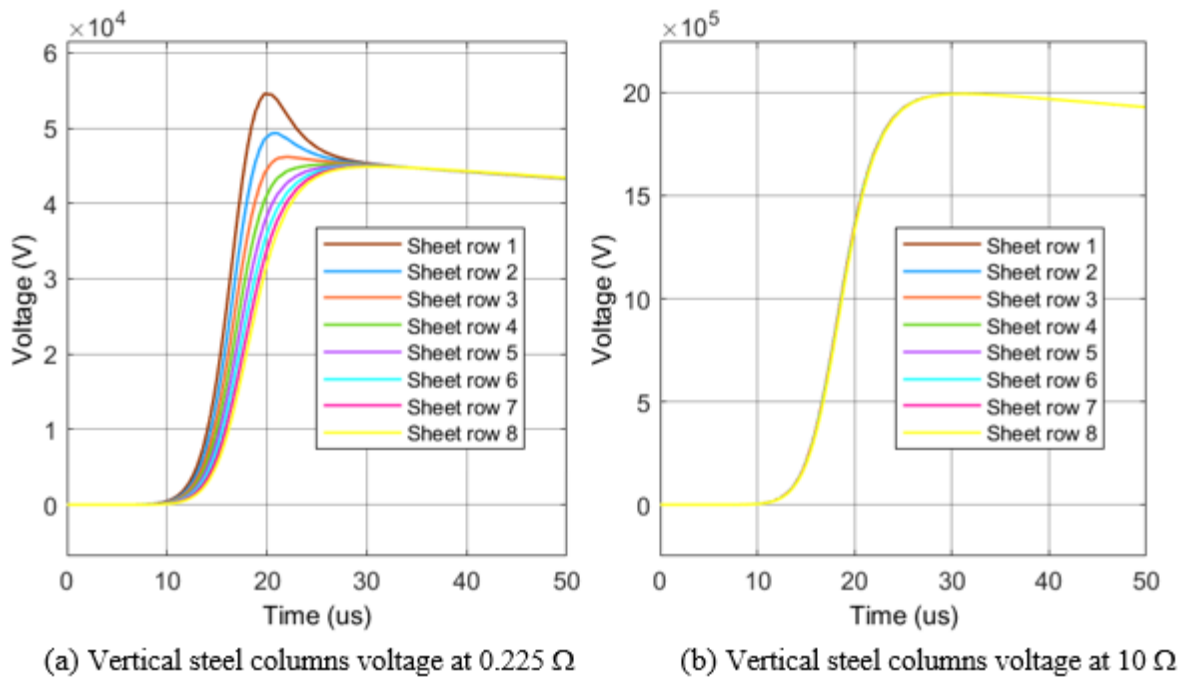 ×10⁴
6
5
4
3
2
1
0
Voltage (V)
0 10 20 30 40 50
Time (us)
Sheet row 1
Sheet row 2
Sheet row 3
Sheet row 4
Sheet row 5
Sheet row 6
Sheet row 7
Sheet row 8
(a) Vertical steel columns voltage at 0.225 Ω
×10⁵
20
15
10
5
0
Voltage (V)
0 10 20 30 40 50
Time (us)
Sheet row 1
Sheet row 2
Sheet row 3
Sheet row 4
Sheet row 5
Sheet row 6
Sheet row 7
Sheet row 8
(b) Vertical steel columns voltage at 10 Ω